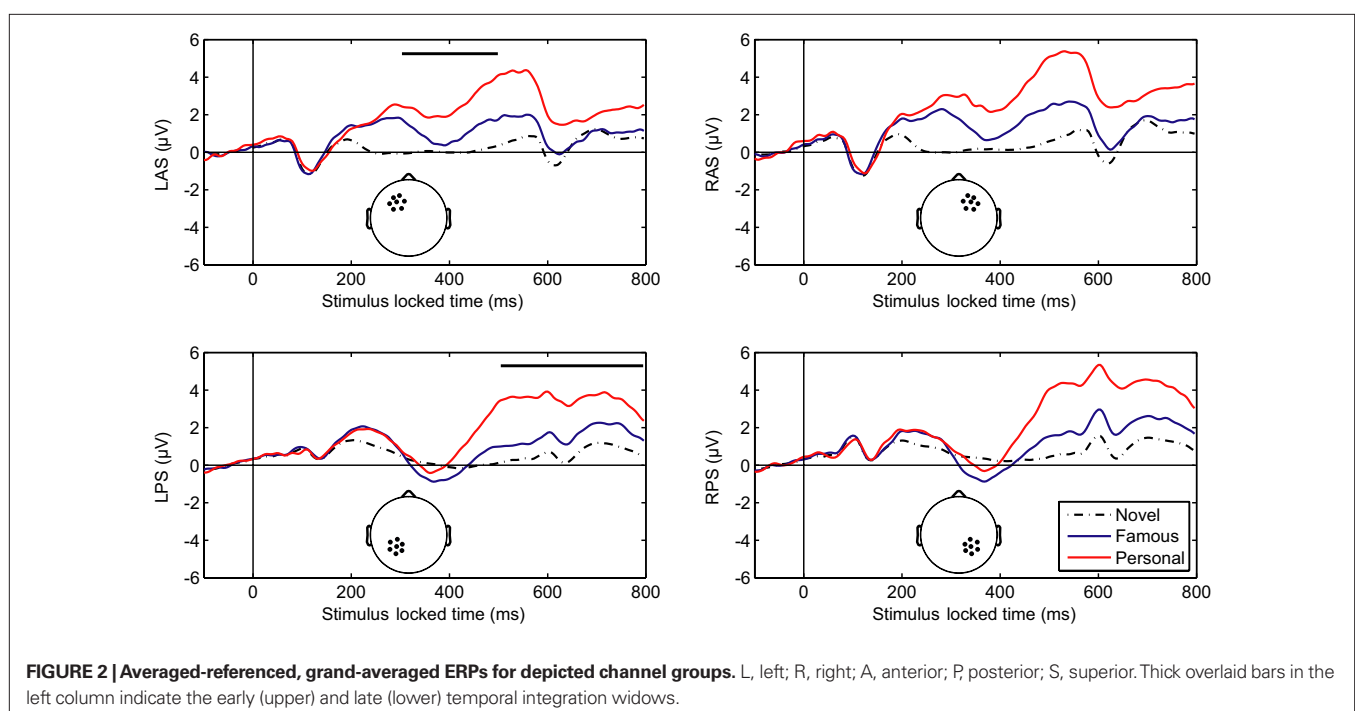 6
4
2
0
-2
-4
-6
LAS (µV)
0 200 400 600 800
Stimulus locked time (ms)
6
4
2
0
-2
-4
-6
RAS (µV)
0 200 400 600 800
Stimulus locked time (ms)
6
4
2
0
-2
-4
-6
LPS (µV)
0 200 400 600 800
Stimulus locked time (ms)
6
4
2
0
-2
-4
-6
RPS (µV)
Novel
Famous
Personal
0 200 400 600 800
Stimulus locked time (ms)
FIGURE 2 | Averaged-referenced, grand-averaged ERPs for depicted channel groups. L, left; R, right; A, anterior; P, posterior; S, superior. Thick overlaid bars in the
left column indicate the early (upper) and late (lower) temporal integration widows.